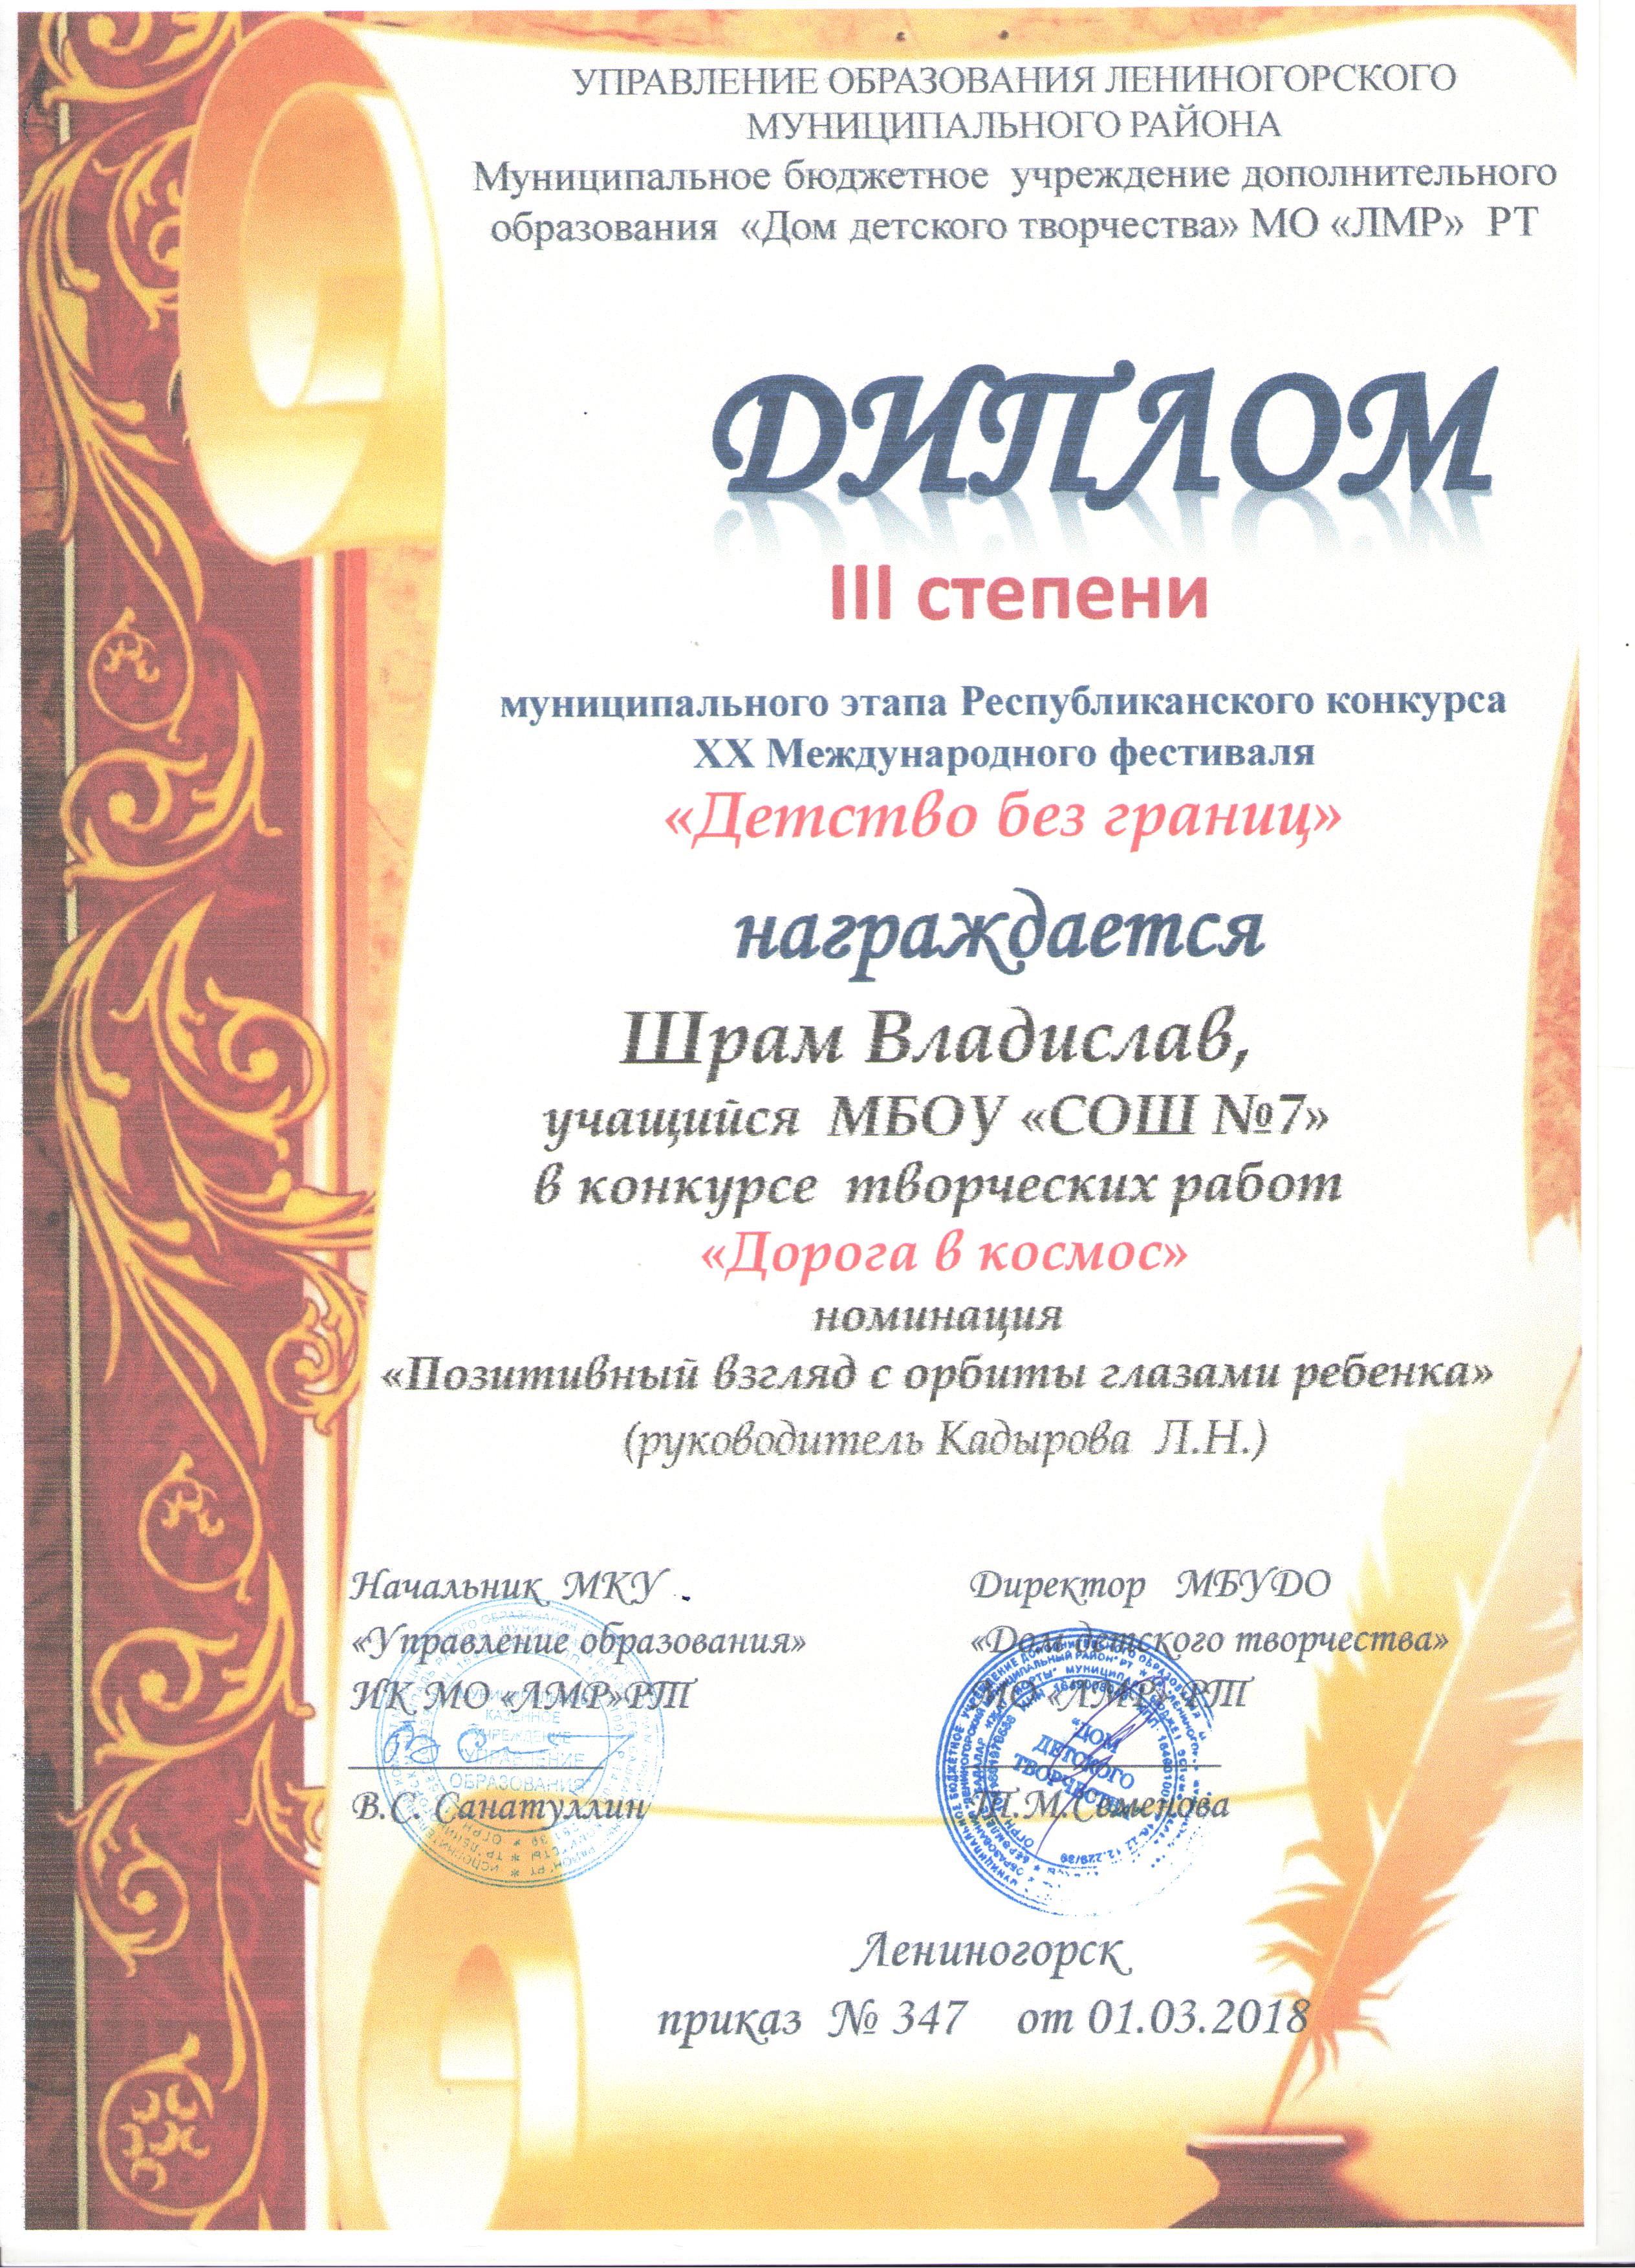 УПРАВЛЕНИЕ ОБРАЗОВАНИЯ ЛЕНИНОГОРСКОГО
МУНИЦИПАЛЬНОГО РАЙОНА
Муниципальное бюджетное учреждение дополнительного
образования «Дом детского творчества» МО «ЛМР» РТ
ДИПЛОМ
III степени
муниципального этапа Республиканского конкурса
XX Международного фестиваля
«Детство без границ»
награждается
Шрам Владислав,
учащийся МБОУ «СОШ №7»
в конкурсе творческих работ
«Дорога в космос»
номинация
«Позитивный взгляд с орбиты глазами ребенка»
(руководитель Кадырова Л.Н.)
Начальник МКУ
«Управление образования»
ИК МО «ЛМР»РТ
КАЗЕННОЕ
УЧРЕЖДЕНИЕ
УПРАВЛЕНИЕ
ОБРАЗОВАНИЯ
В.С. Санатуллин
Директор МБУДО
«Дом детского творчества»
МО «ЛМР» РТ
"ДОМ
ДЕТСКОГО
ТВОРЧЕСТВА"
Т.М.Семенова
Лениногорск
приказ № 347 от 01.03.2018